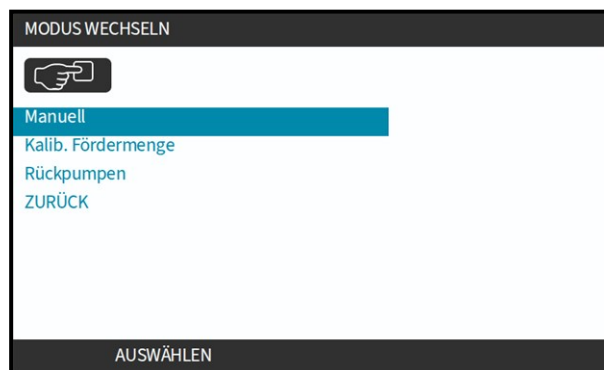 MODUS WECHSELN
Manuell
Kalib. Fördermenge
Rückpumpen
ZURÜCK
AUSWÄHLEN